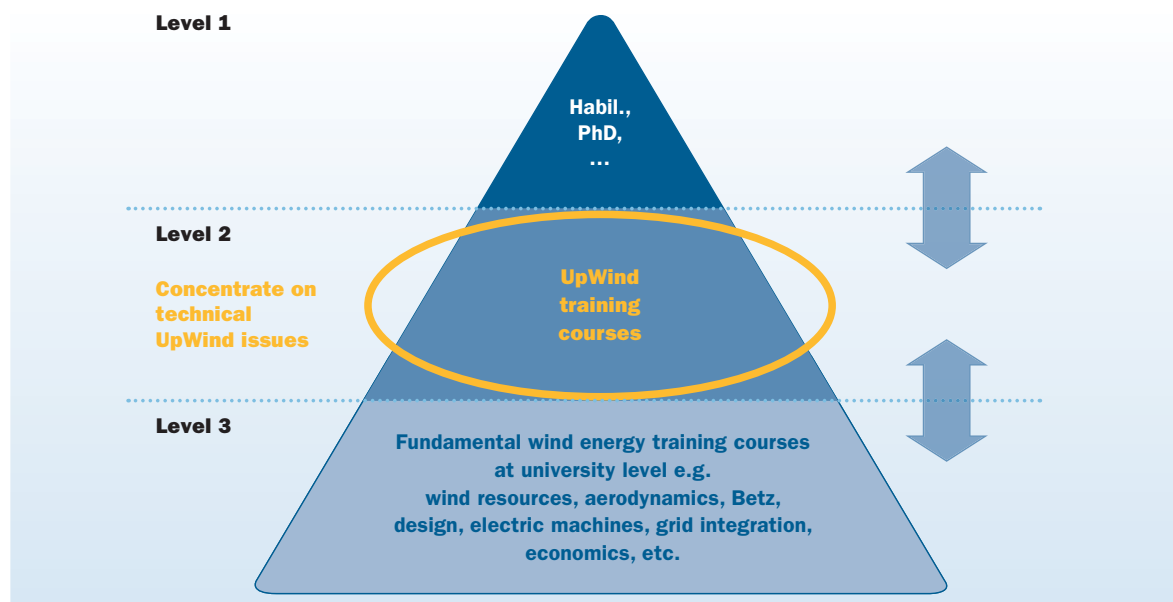 Level 1
Habil.,
PhD,
...
Level 2
Concentrate on
technical
UpWind issues
UpWind
training
courses
Level 3
Fundamental wind energy training courses
at university level e.g.
wind resources, aerodynamics, Betz,
design, electric machines, grid integration,
economics, etc.